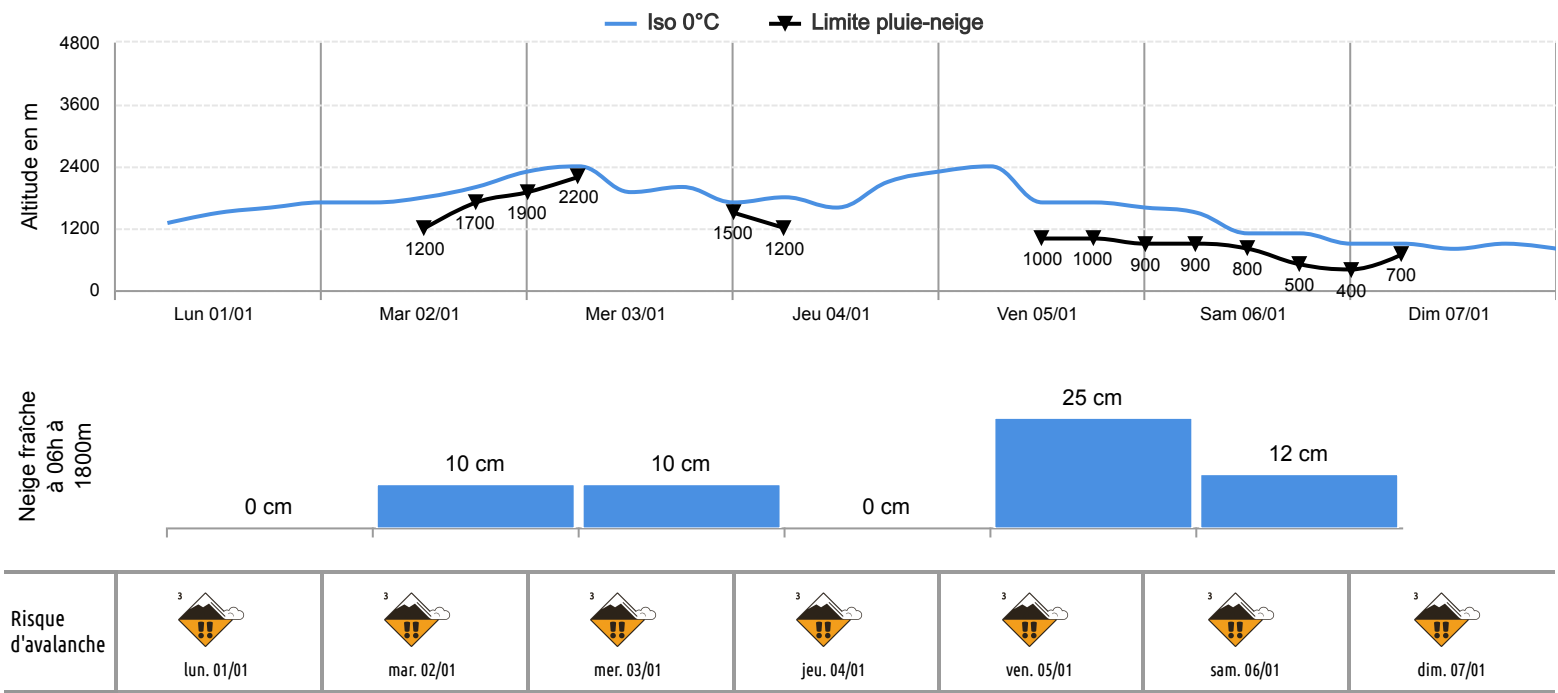 Iso 0°C Limite pluie-neige
Altitude en m
4800
3600
2400
1200
0
1200 1700 1900 2200 1500 1200 1000 1000 900 900 800 500 400 700
Lun 01/01 Mar 02/01 Mer 03/01 Jeu 04/01 Ven 05/01 Sam 06/01 Dim 07/01
Neige fraîche
à 06h à
1800m
0 cm 10 cm 10 cm 0 cm 25 cm 12 cm
Risque
d'avalanche
3 3 3 3 3 3 3
lun. 01/01 mar. 02/01 mer. 03/01 jeu. 04/01 ven. 05/01 sam. 06/01 dim. 07/01